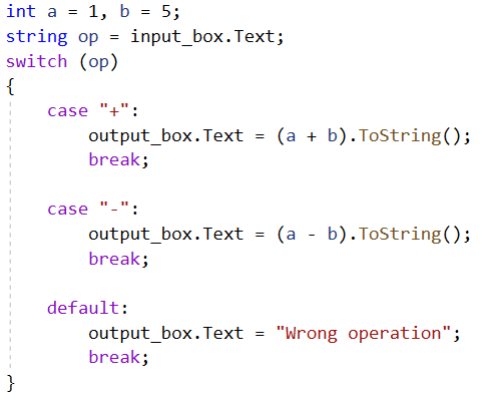 int a = 1, b = 5;
string op = input_box.Text;
switch (op)
{
    case "+":
        output_box.Text = (a + b).ToString();
        break;

    case "-":
        output_box.Text = (a - b).ToString();
        break;

    default:
        output_box.Text = "Wrong operation";
        break;
}